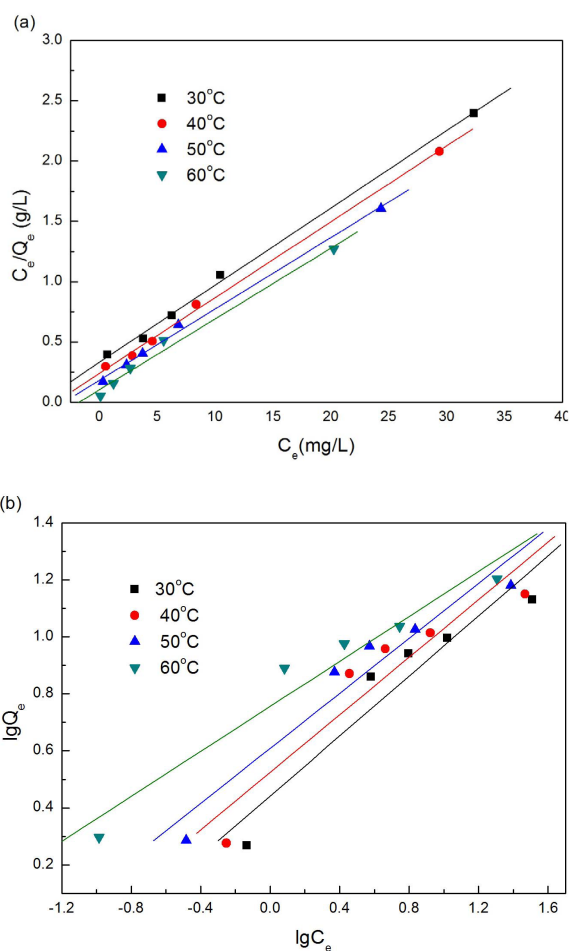 (a)
3.0
2.5
2.0
1.5
1.0
0.5
0.0
30°C
40°C
50°C
60°C
Cₑ/Qₑ (g/L)
0 5 10 15 20 25 30 35 40
Cₑ(mg/L)
(b)
1.4
1.2
1.0
0.8
0.6
0.4
0.2
30°C
40°C
50°C
60°C
lgQₑ
-1.2 -0.8 -0.4 0.0 0.4 0.8 1.2 1.6
lgCₑ